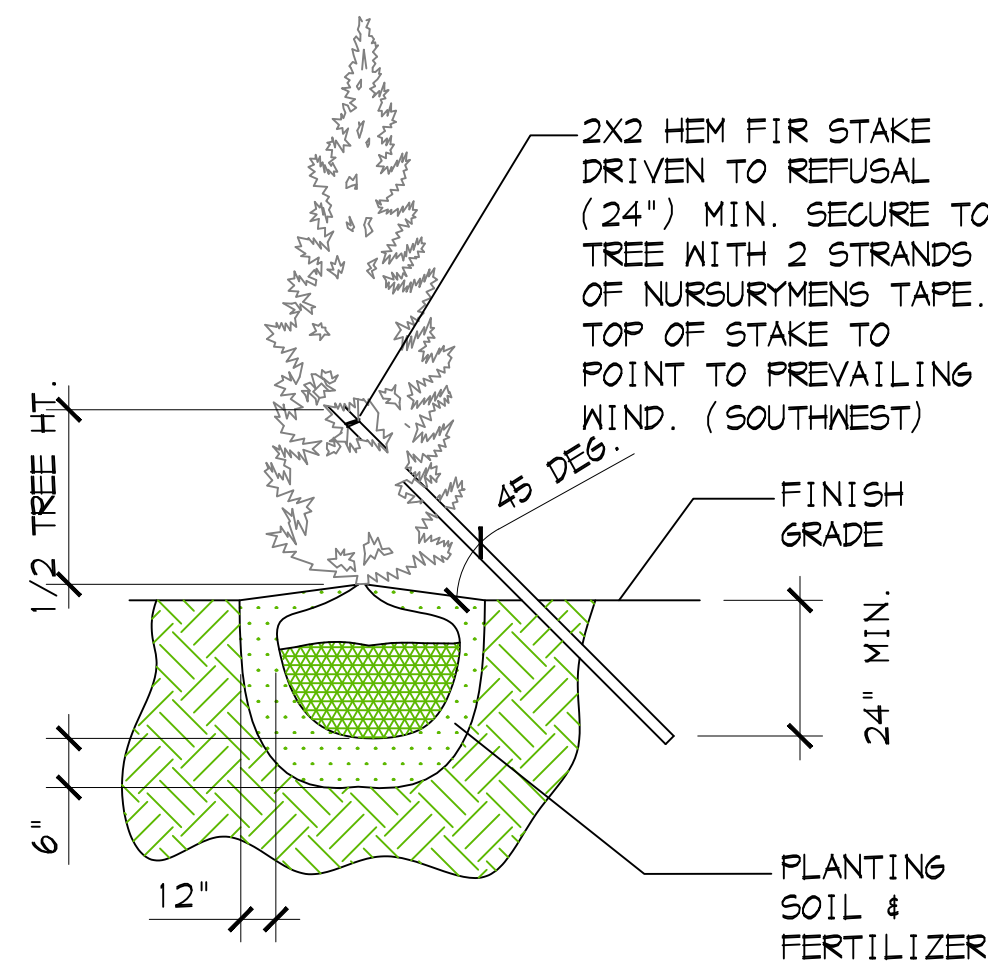 2X2 HEM FIR STAKE
DRIVEN TO REFUSAL
(24") MIN. SECURE TO
TREE WITH 2 STRANDS
OF NURSURYMENS TAPE.
TOP OF STAKE TO
POINT TO PREVAILING
WIND. (SOUTHWEST)
1/2 TREE HT.
45 DEG.
FINISH
GRADE
24" MIN.
6"
12"
PLANTING
SOIL &
FERTILIZER